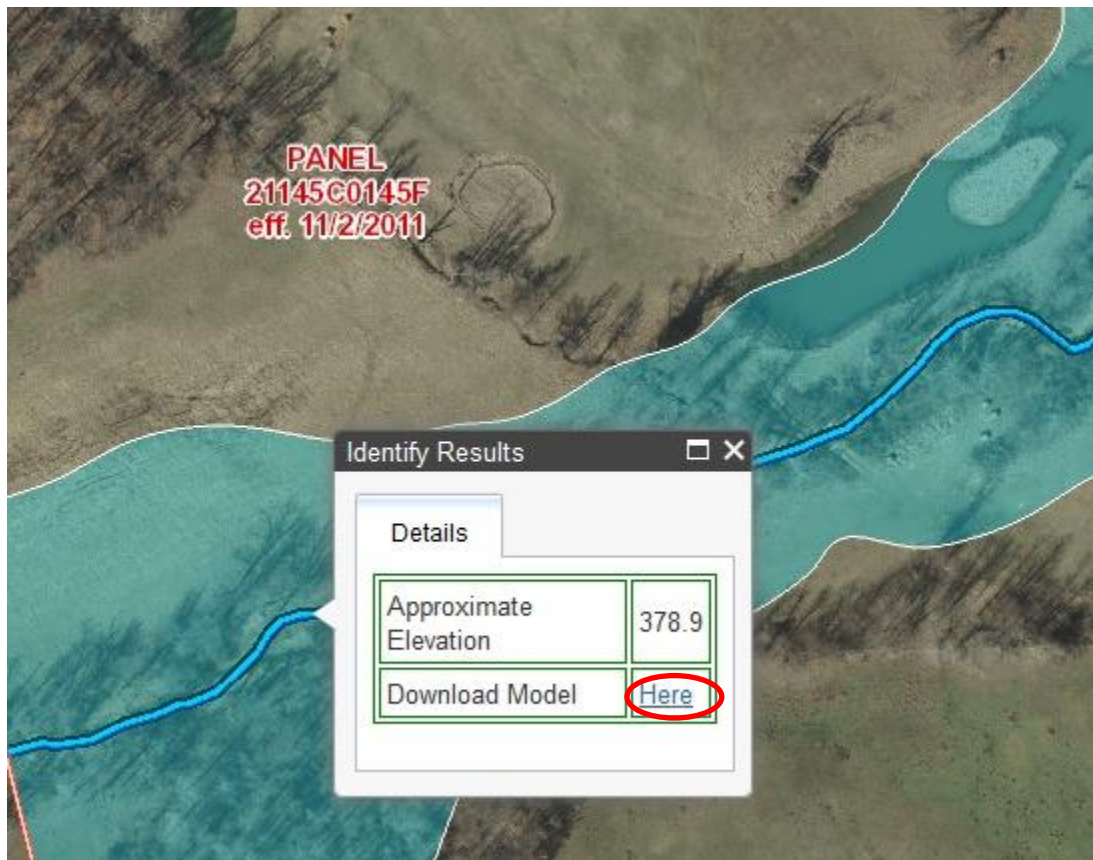 PANEL
21145C0145F
eff. 11/2/2011
Identify Results
Details
Approximate
Elevation
378.9
Download Model
Here